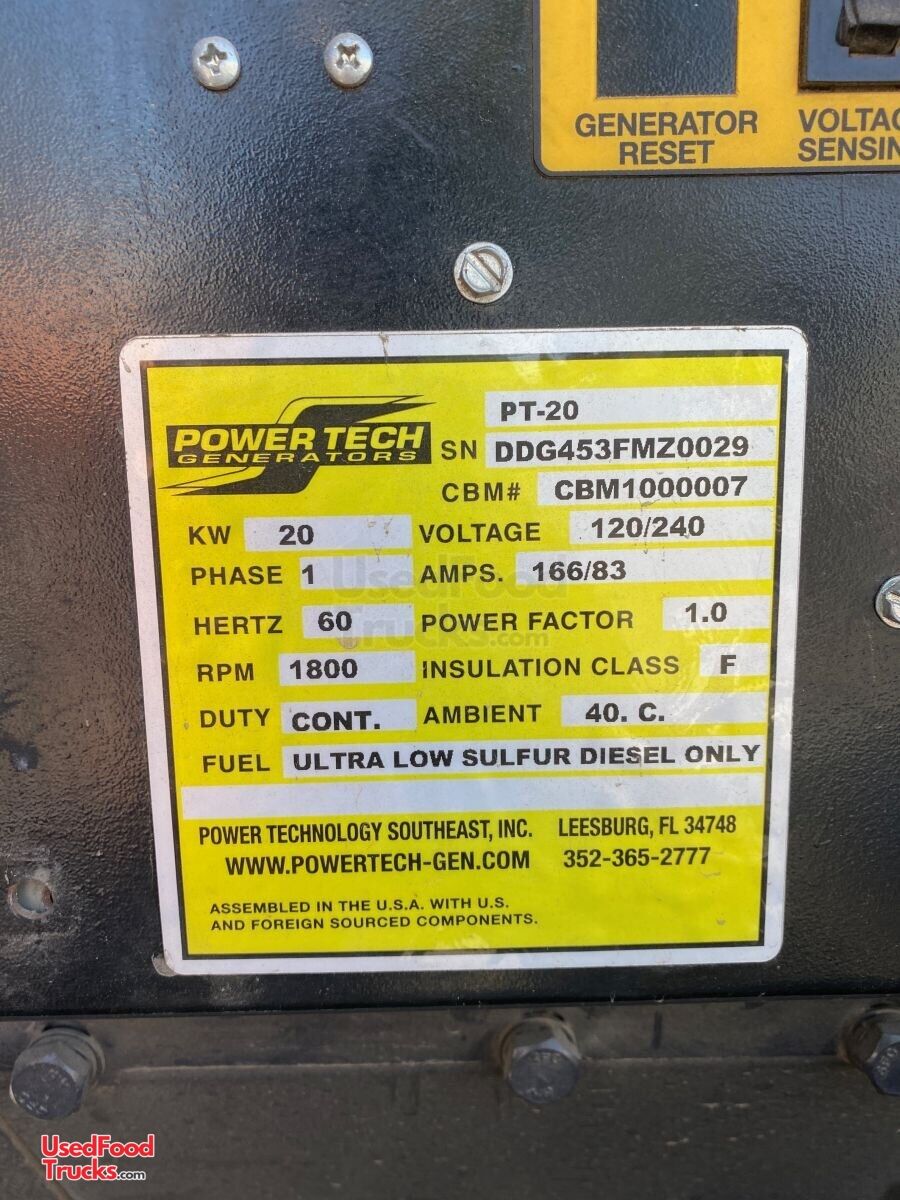 GENERATOR RESET
VOLTAG
SENSIN
POWER TECH
GENERATORS
PT-20
SN DDG453FMZ0029
CBM# CBM1000007
KW 20 VOLTAGE 120/240
PHASE 1 AMPS. 166/83
HERTZ 60 POWER FACTOR 1.0
RPM 1800 INSULATION CLASS F
DUTY CONT. AMBIENT 40. C.
FUEL ULTRA LOW SULFUR DIESEL ONLY
POWER TECHNOLOGY SOUTHEAST, INC. LEESBURG, FL 34748
WWW.POWERTECH-GEN.COM 352-365-2777
ASSEMBLED IN THE U.S.A. WITH U.S.
AND FOREIGN SOURCED COMPONENTS.
UsedFood
Trucks.com
UsedFood
Trucks.com